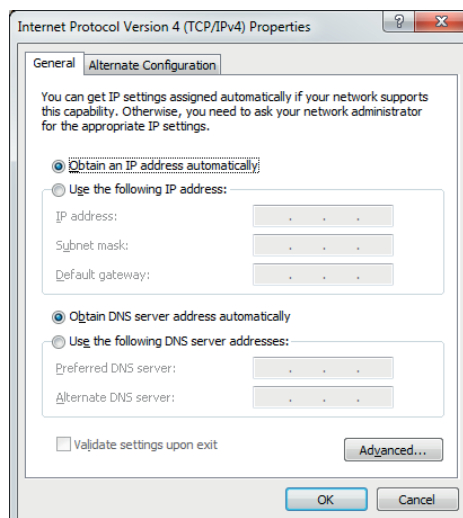 Internet Protocol Version 4 (TCP/IPv4) Properties
General
Alternate Configuration
You can get IP settings assigned automatically if your network supports
this capability. Otherwise, you need to ask your network administrator
for the appropriate IP settings.
Obtain an IP address automatically
Use the following IP address:
IP address:
Subnet mask:
Default gateway:
Obtain DNS server address automatically
Use the following DNS server addresses:
Preferred DNS server:
Alternate DNS server:
Validate settings upon exit
Advanced...
OK
Cancel